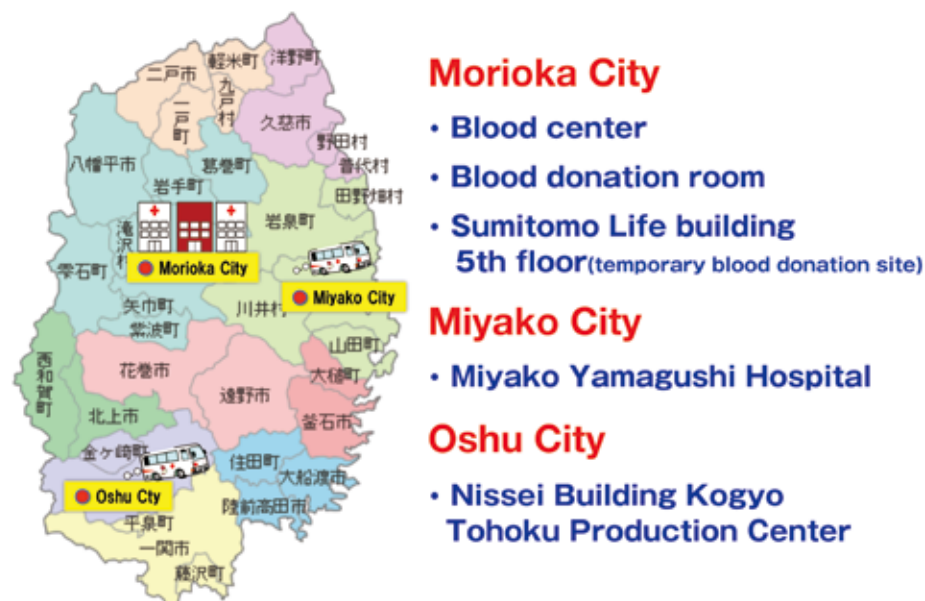 洋野町
軽米町
二戸市
九戸村
一戸町
久慈市
野田村
普代村
八幡平市
葛巻町
岩手町
田野畑村
岩泉町
滝沢村
Morioka City
雫石町
Miyako City
川井村
矢巾町
紫波町
山田町
花巻市
大槌町
西和賀町
遠野市
釜石市
北上市
金ヶ崎町
住田町
大船渡市
Oshu Cty
陸前高田市
平泉町
一関市
藤沢町
Morioka City
・Blood center
・Blood donation room
・Sumitomo Life building
5th floor(temporary blood donation site)
Miyako City
・Miyako Yamagushi Hospital
Oshu City
・Nissei Building Kogyo
Tohoku Production Center